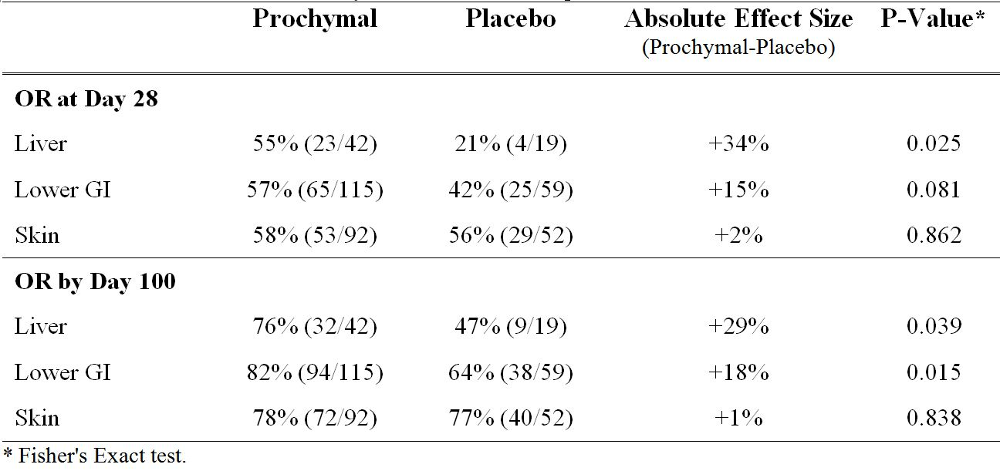 Prochymal Placebo Absolute Effect Size P-Value*
(Prochymal-Placebo)
OR at Day 28
Liver 55% (23/42) 21% (4/19) +34% 0.025
Lower GI 57% (65/115) 42% (25/59) +15% 0.081
Skin 58% (53/92) 56% (29/52) +2% 0.862
OR by Day 100
Liver 76% (32/42) 47% (9/19) +29% 0.039
Lower GI 82% (94/115) 64% (38/59) +18% 0.015
Skin 78% (72/92) 77% (40/52) +1% 0.838
* Fisher's Exact test.